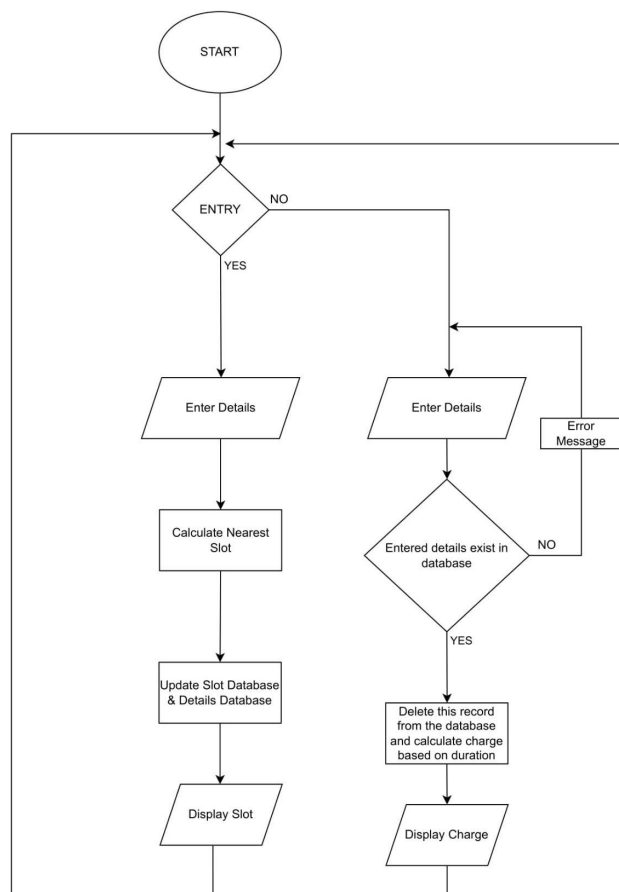 START
ENTRY
NO
YES
Enter Details
Enter Details
Error
Message
Calculate Nearest
Slot
Entered details exist in
database
NO
YES
Update Slot Database
& Details Database
Delete this record
from the database
and calculate charge
based on duration
Display Slot
Display Charge